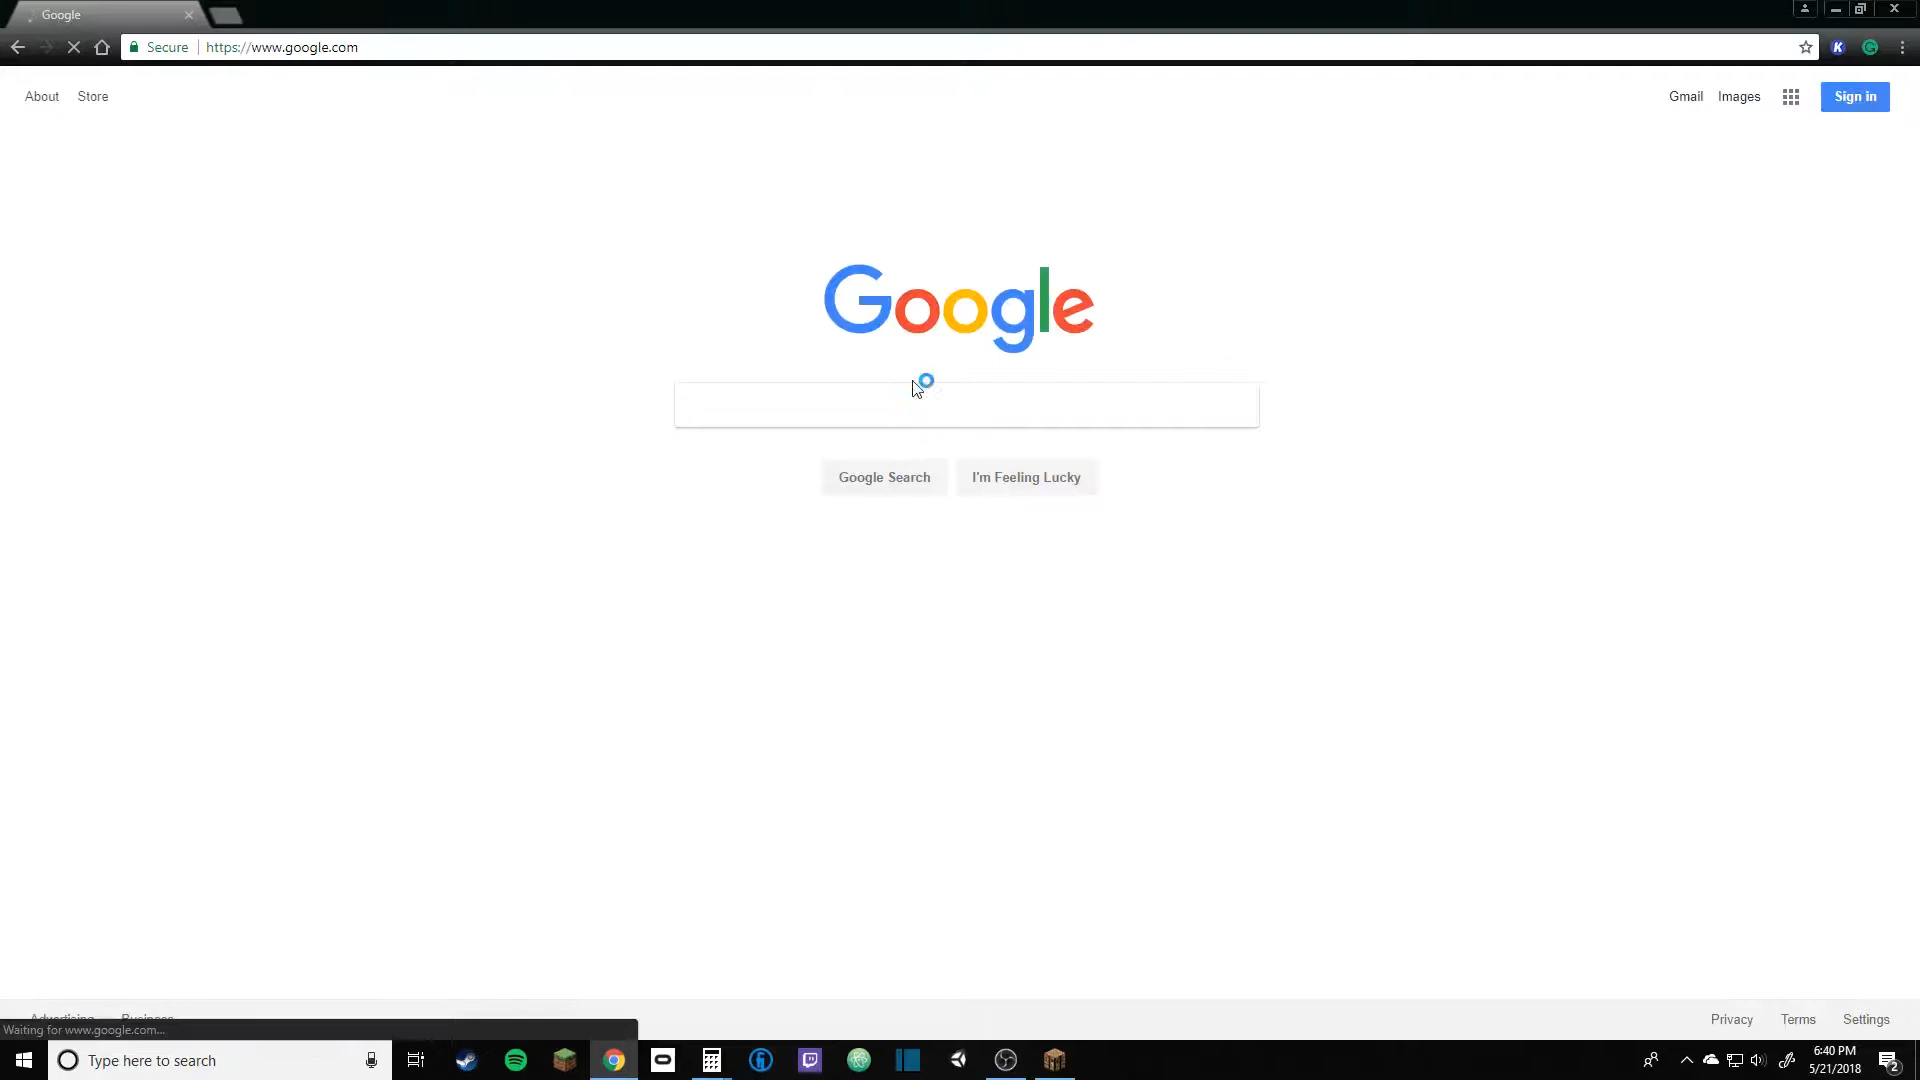 Google
Secure https://www.google.com
K
About Store
Gmail Images Sign in
Google
Google Search I'm Feeling Lucky
Privacy Terms Settings
Waiting for www.google.com...
Type here to search
6:40 PM
5/21/2018
2